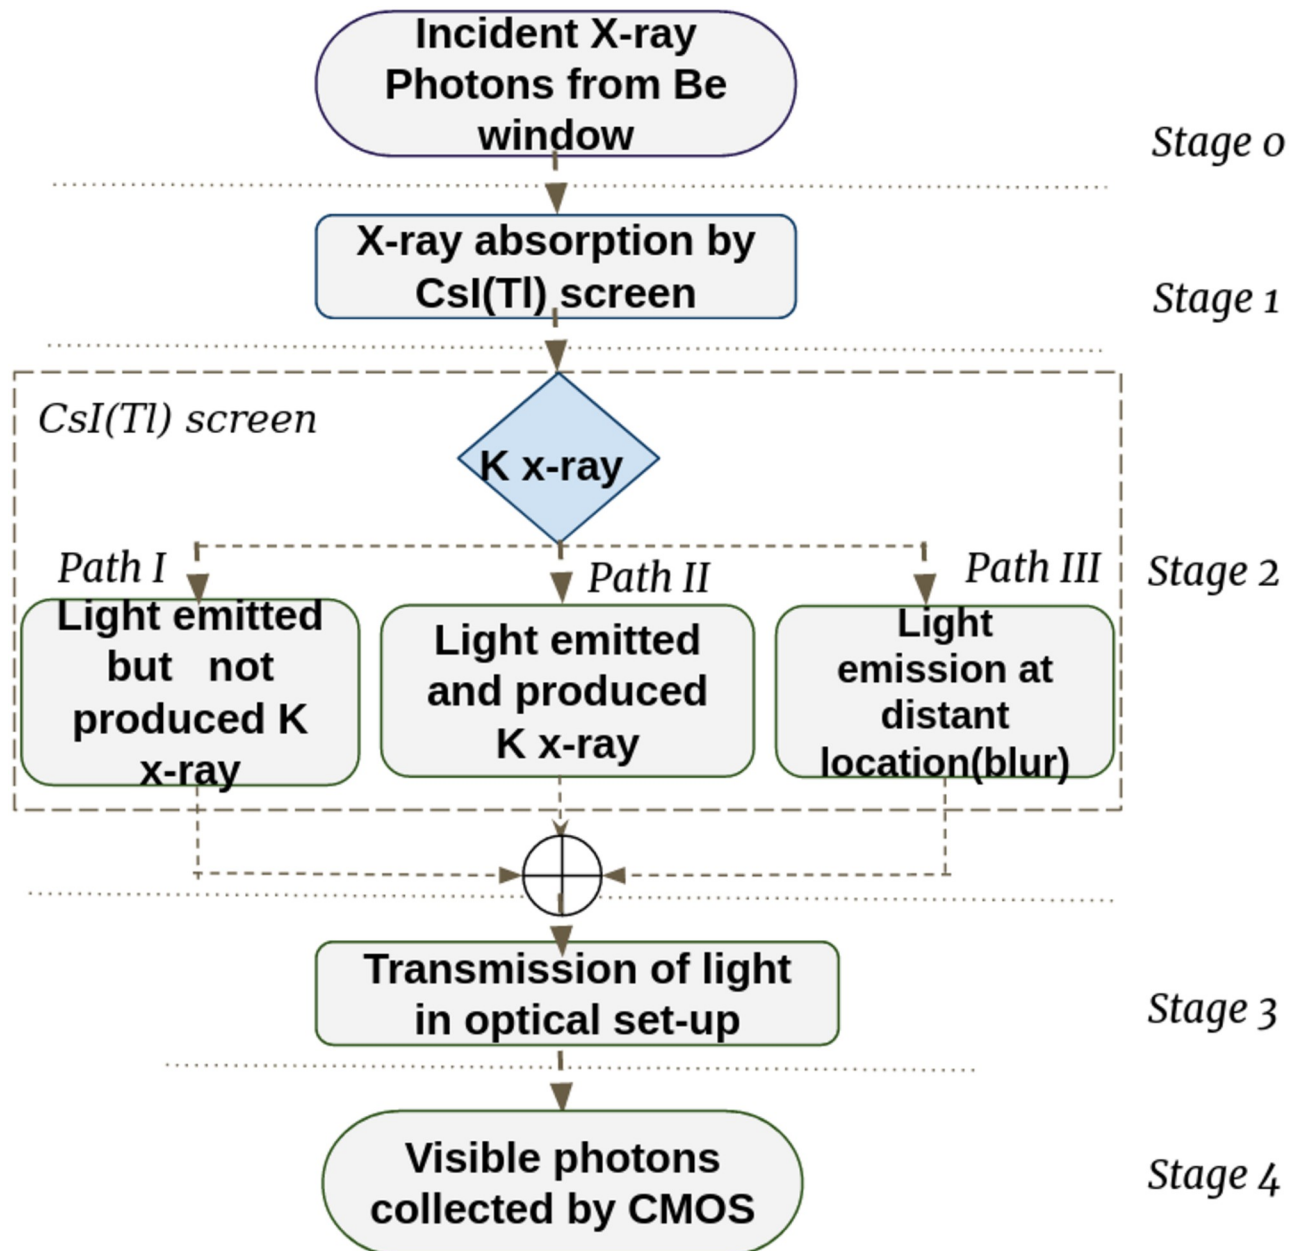 Incident X-ray
Photons from Be
window
Stage 0
X-ray absorption by
CsI(Tl) screen
Stage 1
CsI(Tl) screen
K x-ray
Path I
Path II
Path III
Stage 2
Light emitted
but not
produced K
x-ray
Light emitted
and produced
K x-ray
Light
emission at
distant
location(blur)
Transmission of light
in optical set-up
Stage 3
Visible photons
collected by CMOS
Stage 4